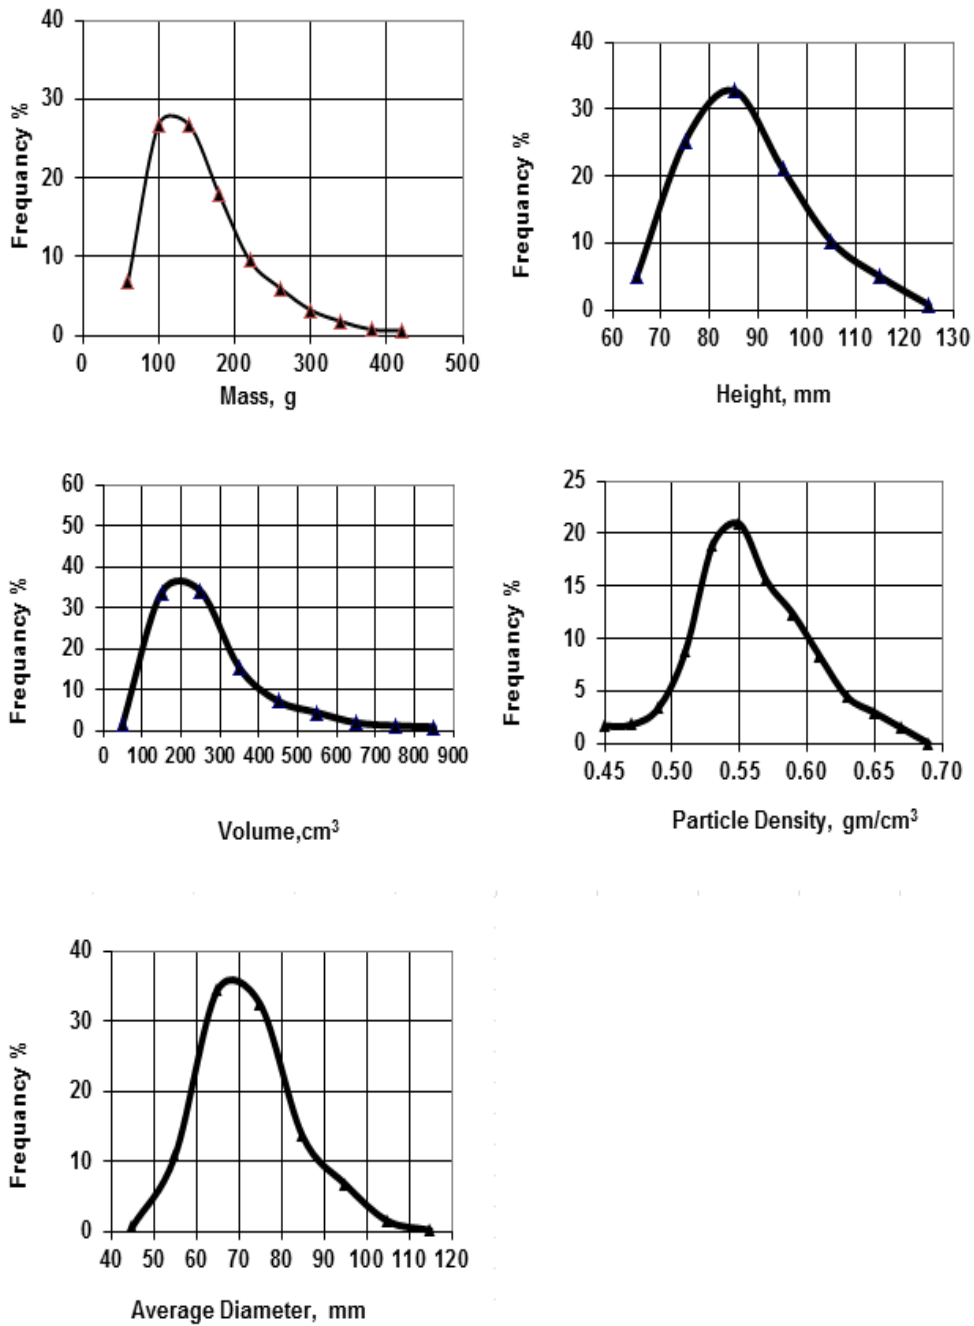 40
30
20
10
0
Frequancy %
0 100 200 300 400 500
Mass, g
40
30
20
10
0
Frequancy %
60 70 80 90 100 110 120 130
Height, mm
60
50
40
30
20
10
0
Frequancy %
0 100 200 300 400 500 600 700 800 900
Volume,cm³
25
20
15
10
5
0
Frequancy %
0.45 0.50 0.55 0.60 0.65 0.70
Particle Density, gm/cm³
40
30
20
10
0
Frequancy %
40 50 60 70 80 90 100 110 120
Average Diameter, mm